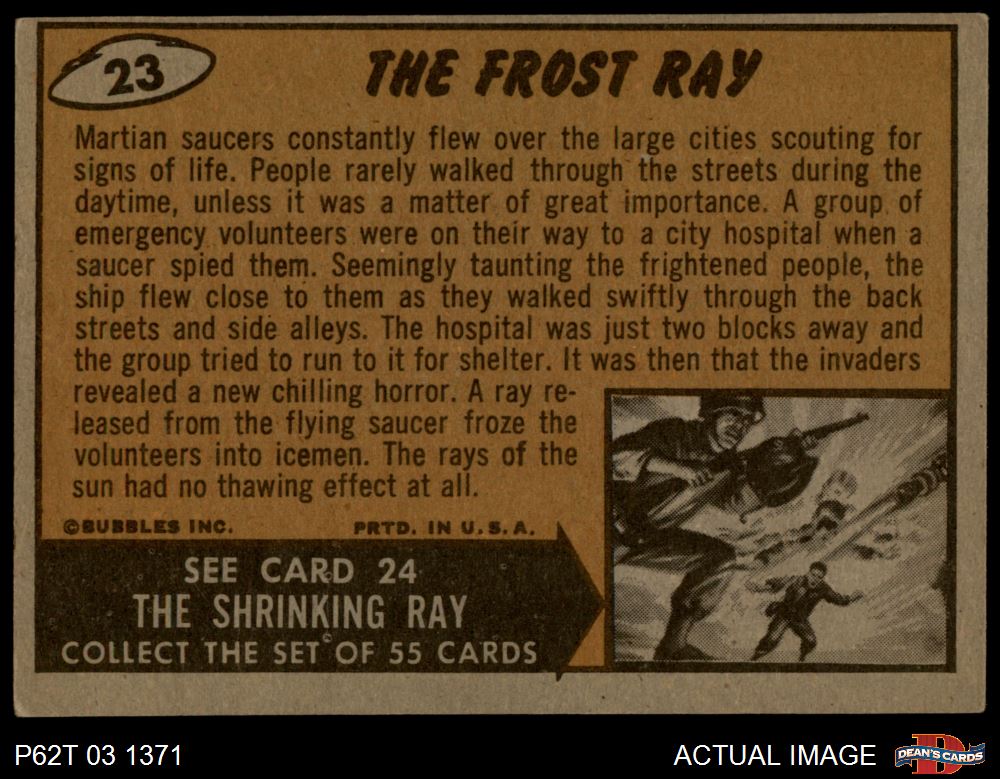 23
THE FROST RAY
Martian saucers constantly flew over the large cities scouting for
signs of life. People rarely walked through the streets during the
daytime, unless it was a matter of great importance. A group of
emergency volunteers were on their way to a city hospital when a
saucer spied them. Seemingly taunting the frightened people, the
ship flew close to them as they walked swiftly through the back
streets and side alleys. The hospital was just two blocks away and
the group tried to run to it for shelter. It was then that the invaders
revealed a new chilling horror. A ray re-
leased from the flying saucer froze the
volunteers into icemen. The rays of the
sun had no thawing effect at all.
©BUBBLES INC. PRTD. IN U.S.A.
SEE CARD 24
THE SHRINKING RAY
COLLECT THE SET OF 55 CARDS
P62T 03 1371
ACTUAL IMAGE
D
DEAN'S CARDS